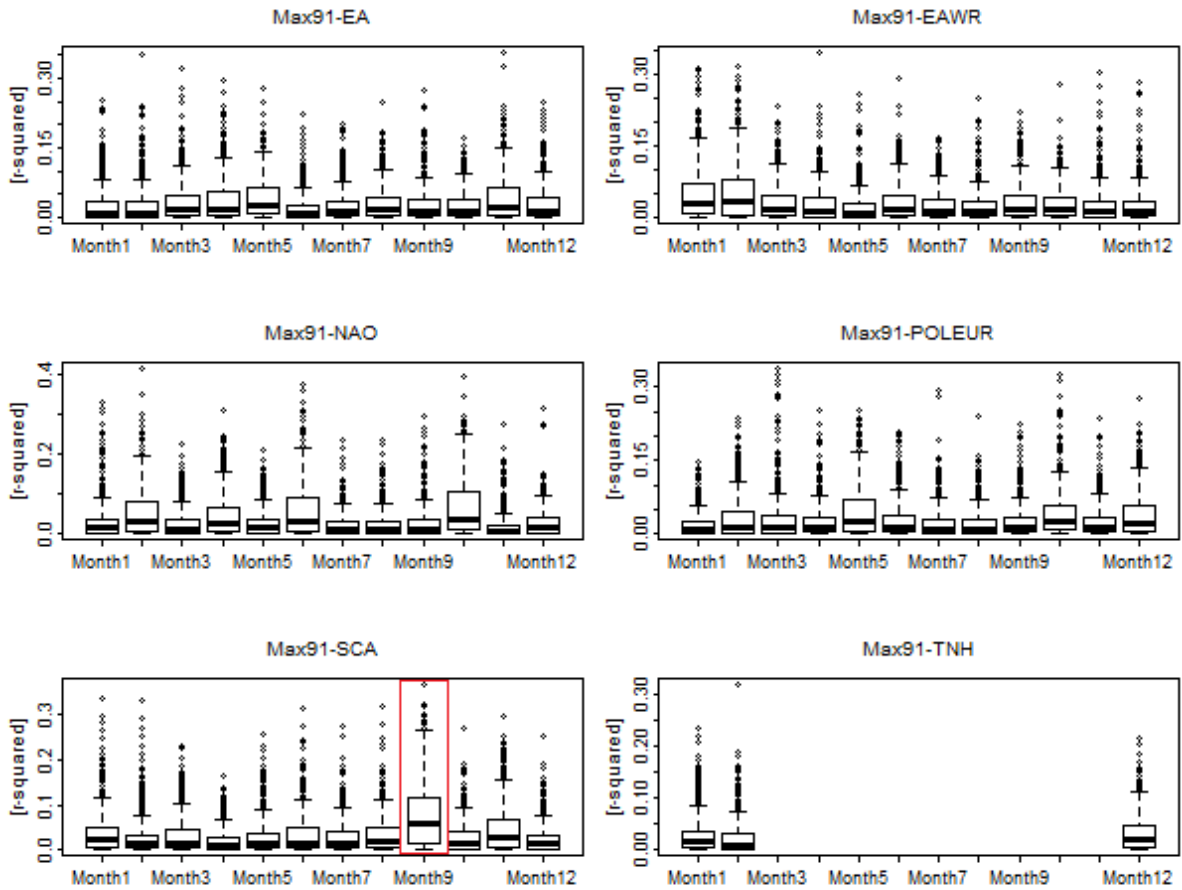 Max91-EA
[r-squared]
0.00 0.15 0.30
Month1 Month3 Month5 Month7 Month9 Month12
Max91-EAWR
[r-squared]
0.00 0.15 0.30
Month1 Month3 Month5 Month7 Month9 Month12
Max91-NAO
[r-squared]
0.0 0.2 0.4
Month1 Month3 Month5 Month7 Month9 Month12
Max91-POLEUR
[r-squared]
0.00 0.15 0.30
Month1 Month3 Month5 Month7 Month9 Month12
Max91-SCA
[r-squared]
0.0 0.1 0.2 0.3
Month1 Month3 Month5 Month7 Month9 Month12
Max91-TNH
[r-squared]
0.00 0.10 0.20 0.30
Month1 Month3 Month5 Month7 Month9 Month12